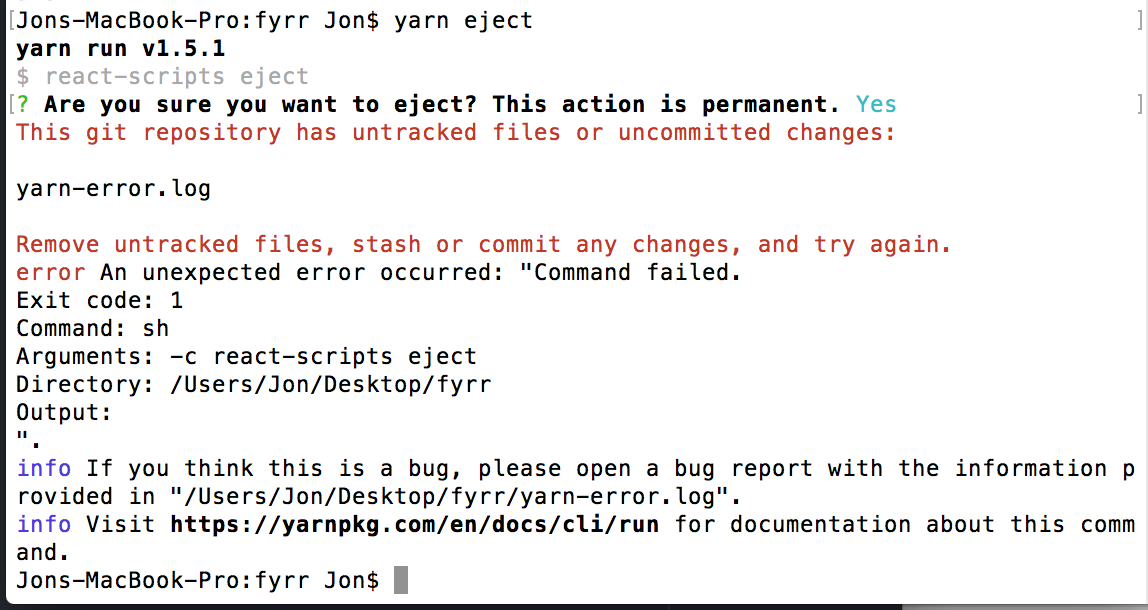 [Jons-MacBook-Pro:fyrr Jon$ yarn eject ]
yarn run v1.5.1
$ react-scripts eject
[? Are you sure you want to eject? This action is permanent. Yes ]
This git repository has untracked files or uncommitted changes:
yarn-error.log
Remove untracked files, stash or commit any changes, and try again.
error An unexpected error occurred: "Command failed.
Exit code: 1
Command: sh
Arguments: -c react-scripts eject
Directory: /Users/Jon/Desktop/fyrr
Output:
".
info If you think this is a bug, please open a bug report with the information p
rovided in "/Users/Jon/Desktop/fyrr/yarn-error.log".
info Visit https://yarnpkg.com/en/docs/cli/run for documentation about this comm
and.
Jons-MacBook-Pro:fyrr Jon$